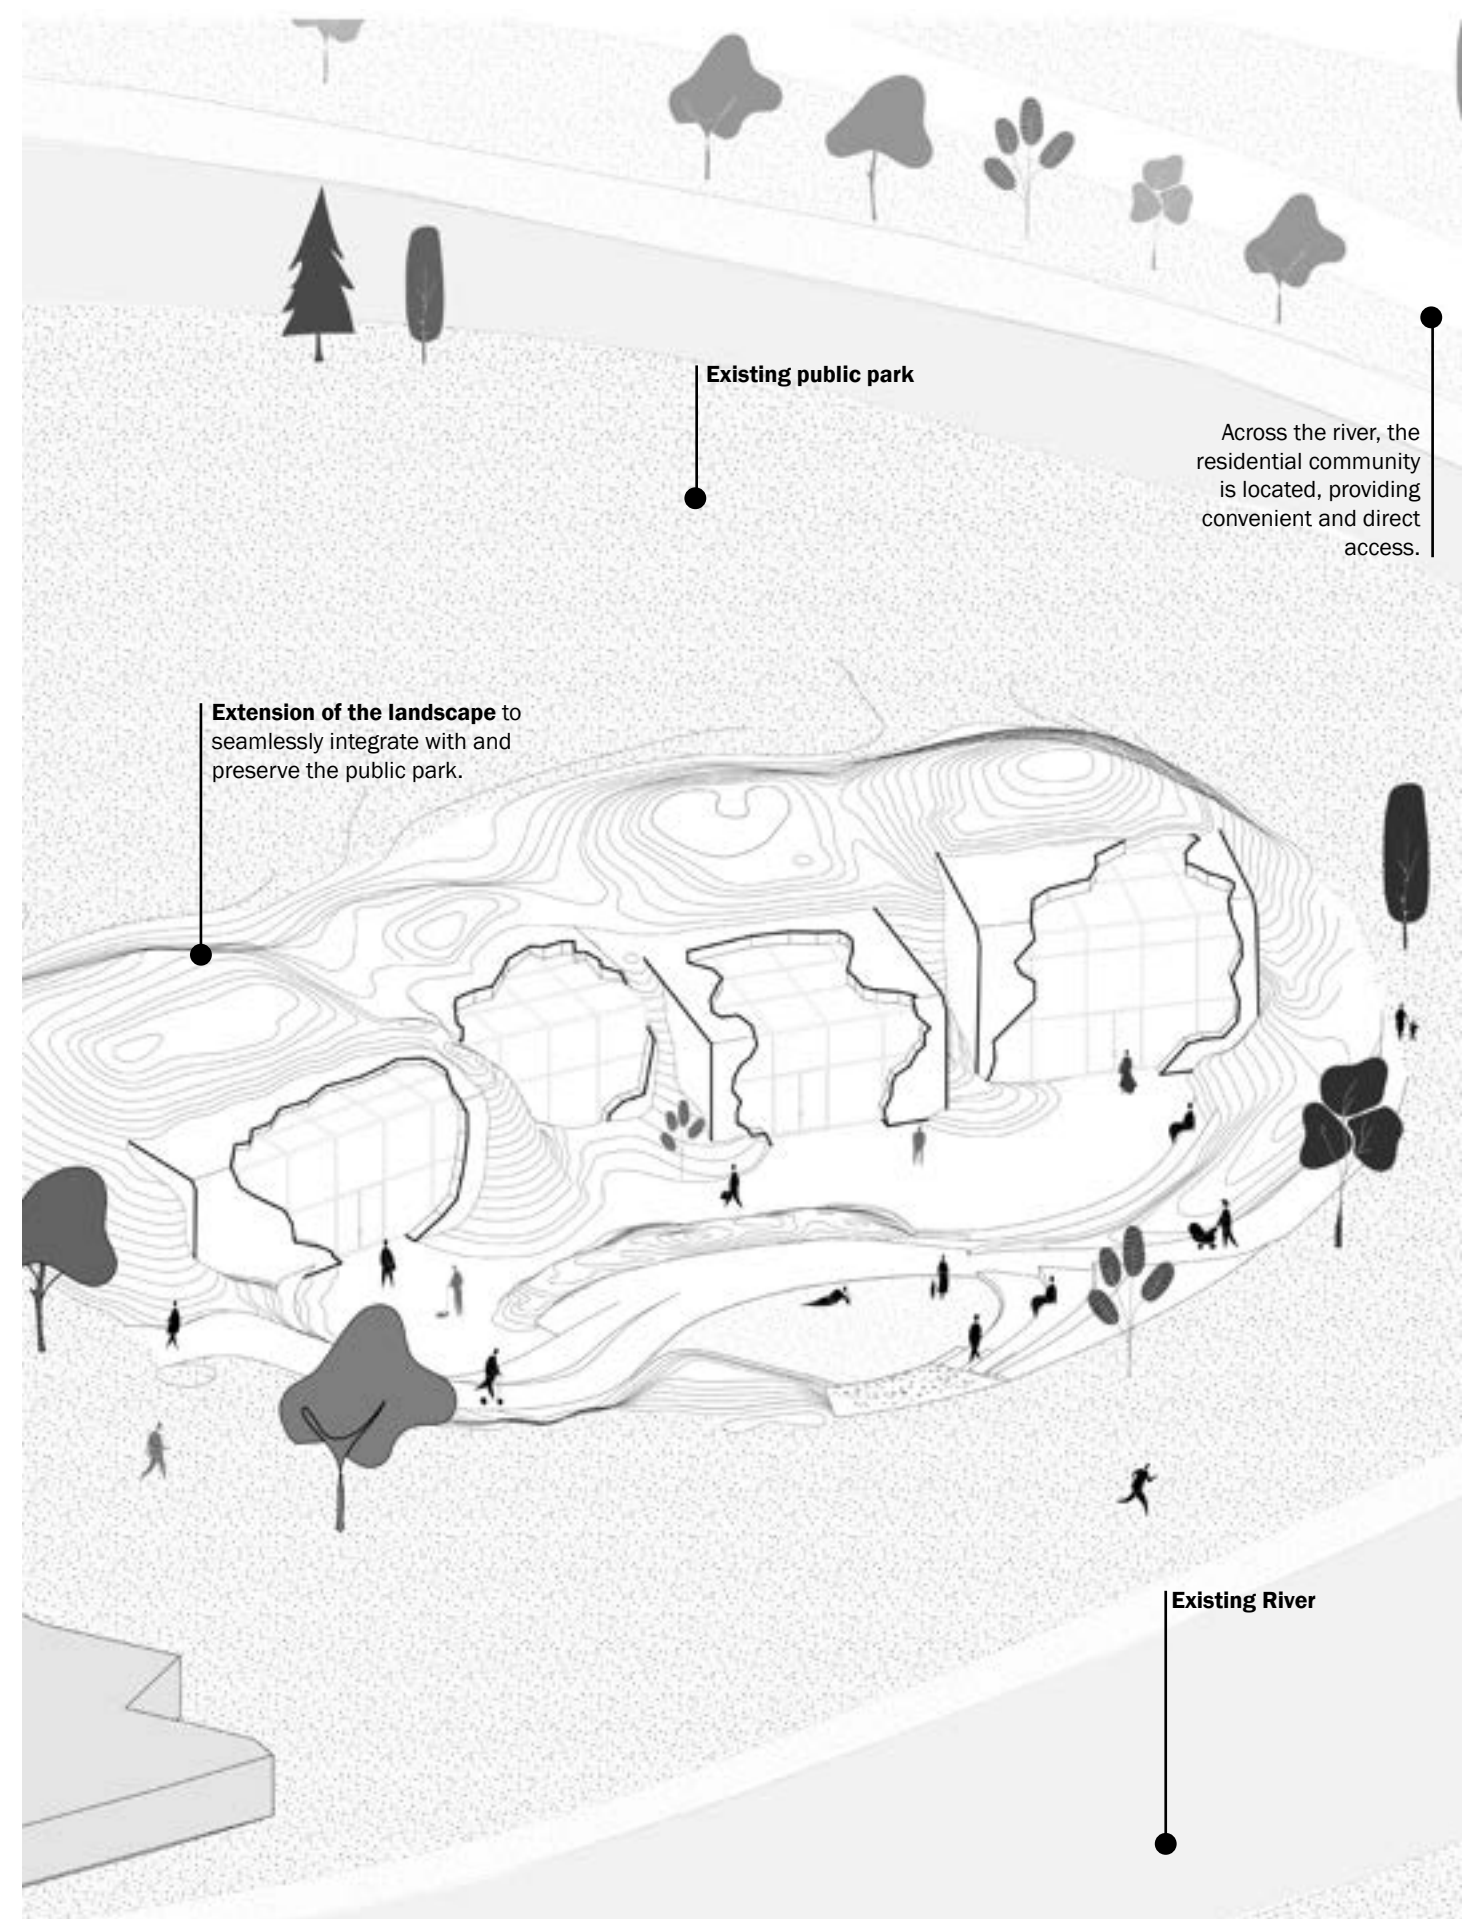 Existing public park
Across the river, the
residential community
is located, providing
convenient and direct
access.
Extension of the landscape to
seamlessly integrate with and
preserve the public park.
Existing River